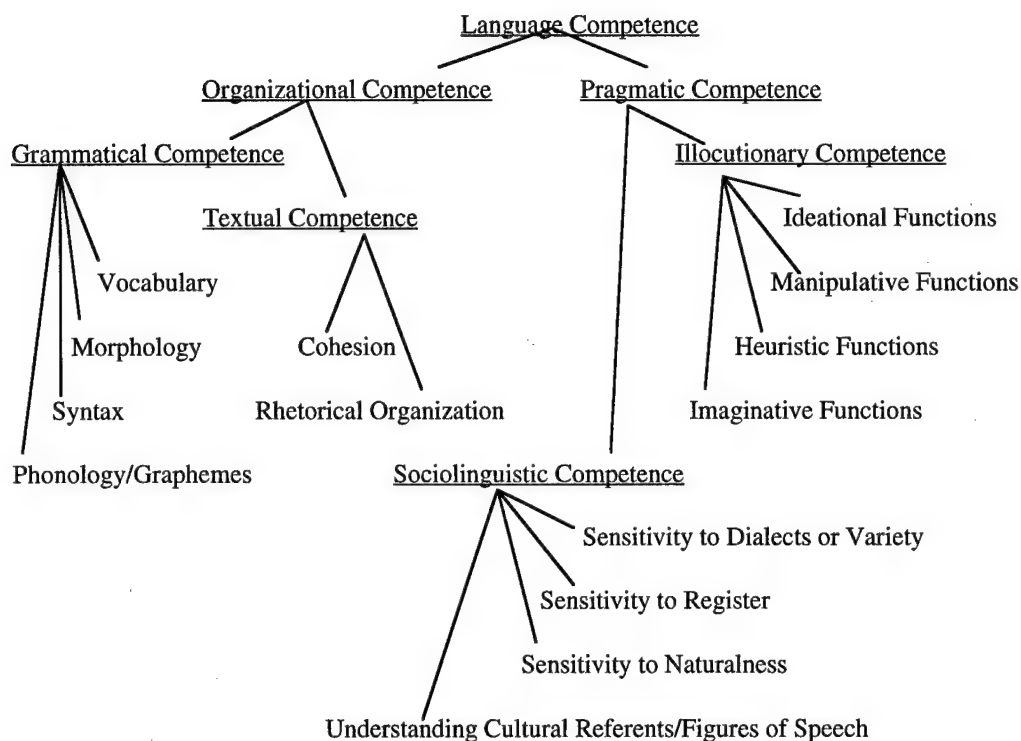 Language Competence
Organizational Competence
Pragmatic Competence
Grammatical Competence
Illocutionary Competence
Textual Competence
Ideational Functions
Vocabulary
Manipulative Functions
Morphology
Cohesion
Heuristic Functions
Syntax
Rhetorical Organization
Imaginative Functions
Phonology/Graphemes
Sociolinguistic Competence
Sensitivity to Dialects or Variety
Sensitivity to Register
Sensitivity to Naturalness
Understanding Cultural Referents/Figures of Speech